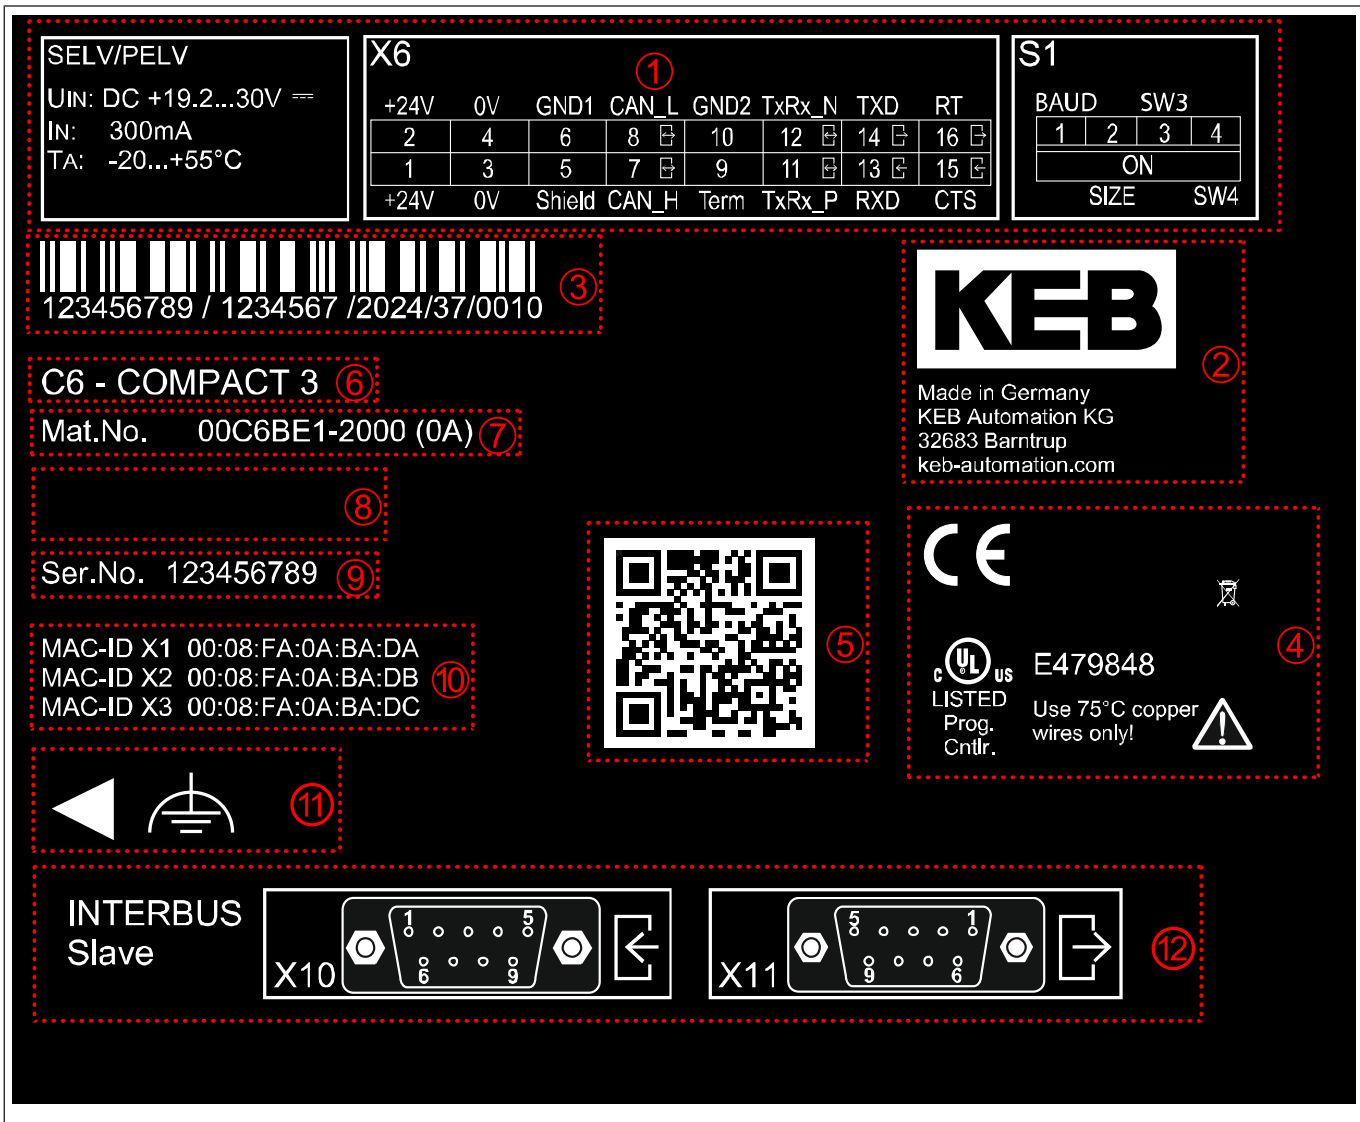 SELV/PELV
UIN: DC +19.2...30V
IN: 300mA
TA: -20...+55°C
X6
①
+24V 0V GND1 CAN_L GND2 TxRx_N TXD RT
2 4 6 8 10 12 14 16
1 3 5 7 9 11 13 15
+24V 0V Shield CAN_H Term TxRx_P RXD CTS
S1
BAUD SW3
1 2 3 4
ON
SIZE SW4
123456789 / 1234567 /2024/37/0010
③
KEB
Made in Germany
KEB Automation KG
32683 Barntrup
keb-automation.com
②
C6 - COMPACT 3 ⑥
Mat.No. 00C6BE1-2000 (0A) ⑦
⑧
Ser.No. 123456789 ⑨
MAC-ID X1 00:08:FA:0A:BA:DA
MAC-ID X2 00:08:FA:0A:BA:DB
MAC-ID X3 00:08:FA:0A:BA:DC
⑩
⑤
CE
C UL US E479848
LISTED
Prog.
Cntlr.
Use 75°C copper
wires only!
④
⑪
INTERBUS
Slave
X10
1 5
6 9
X11
5 1
9 6
⑫